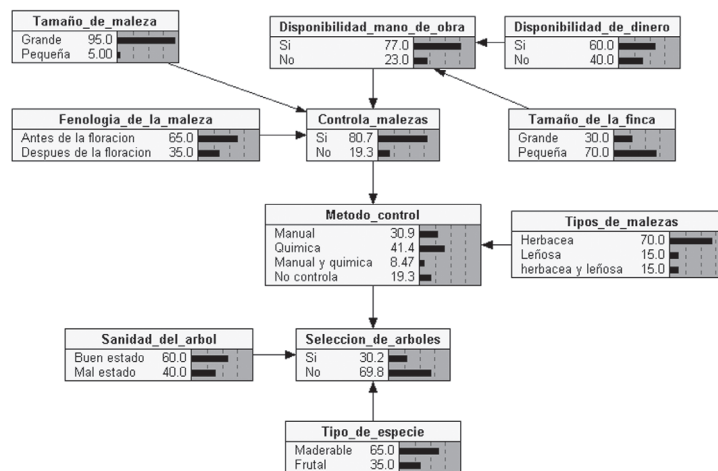 Tamaño_de_maleza
Grande 95.0
Pequeña 5.00
Disponibilidad_mano_de_obra
Si 77.0
No 23.0
Disponibilidad_de_dinero
Si 60.0
No 40.0
Fenologia_de_la_maleza
Antes de la floracion 65.0
Despues de la floracion 35.0
Controla_malezas
Si 80.7
No 19.3
Tamaño_de_la_finca
Grande 30.0
Pequeña 70.0
Metodo_control
Manual 30.9
Quimica 41.4
Manual y quimica 8.47
No controla 19.3
Tipos_de_malezas
Herbacea 70.0
Leñosa 15.0
herbacea y leñosa 15.0
Sanidad_del_arbol
Buen estado 60.0
Mal estado 40.0
Seleccion_de_arboles
Si 30.2
No 69.8
Tipo_de_especie
Maderable 65.0
Frutal 35.0